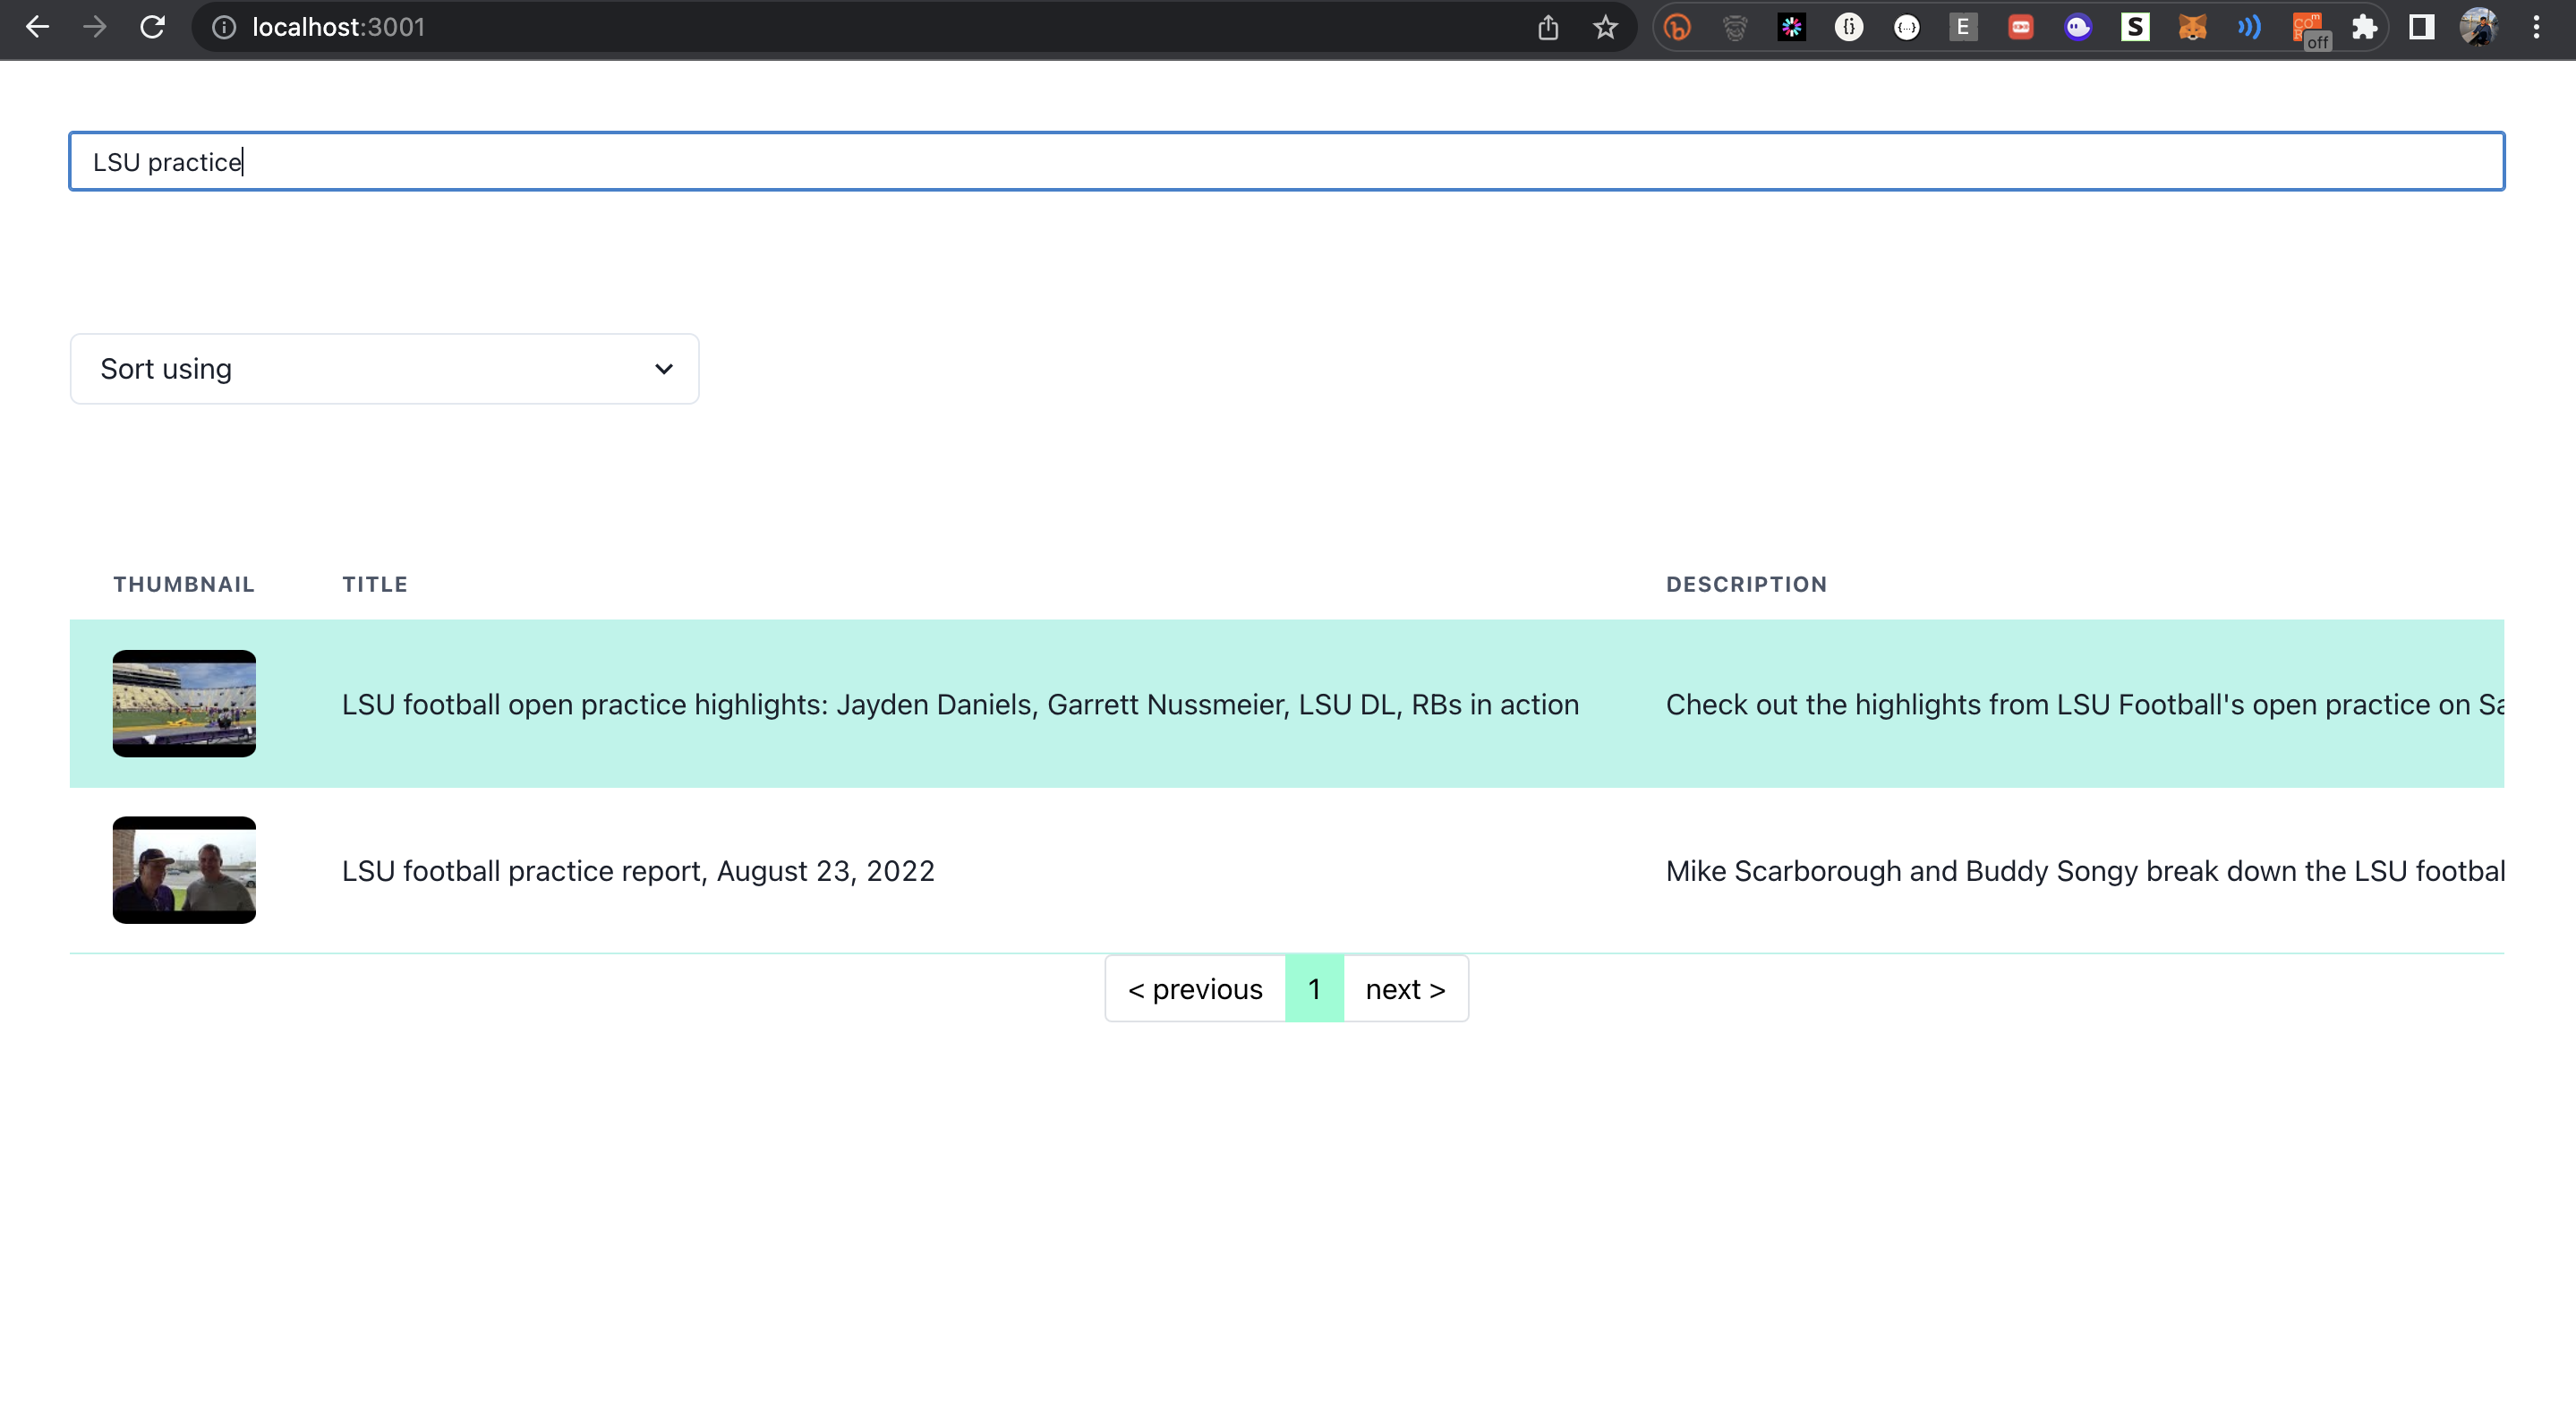 localhost:3001
E
S
off
LSU practice
Sort using
THUMBNAIL TITLE DESCRIPTION
LSU football open practice highlights: Jayden Daniels, Garrett Nussmeier, LSU DL, RBs in action Check out the highlights from LSU Football's open practice on Sa
LSU football practice report, August 23, 2022 Mike Scarborough and Buddy Songy break down the LSU footbal
< previous 1 next >